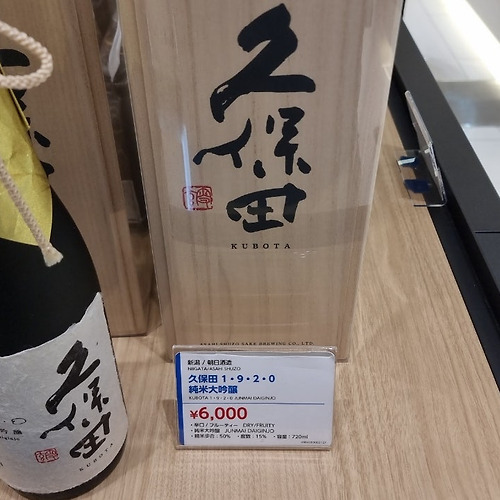 久保田
KUBOTA
ASAHI-SHUZO SAKE BREWING CO., LTD.
久保田
KUBOTA
新潟 / 朝日酒造
NIIGATA/ASAHI SHUZO
久保田 1・9・2・0
純米大吟醸
KUBOTA 1・9・2・0 JUNMAI DAIGINJO
¥6,000
・辛口 / フルーティー DRY/FRUITY
・純米大吟醸 JUNMAI DAIGINJO
・精米歩合：50% ・度数：15% ・容量：720ml